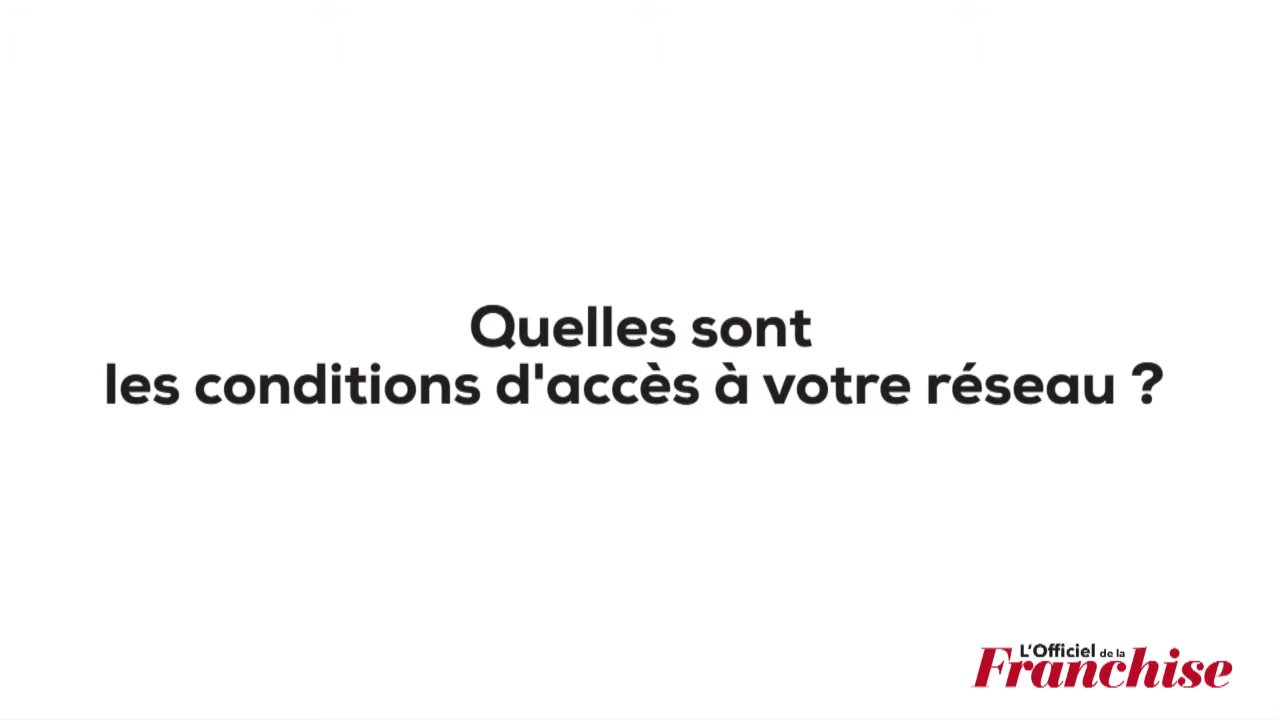 Quelles sont
les conditions d'accès à votre réseau ?
L'Officiel de la
Franchise